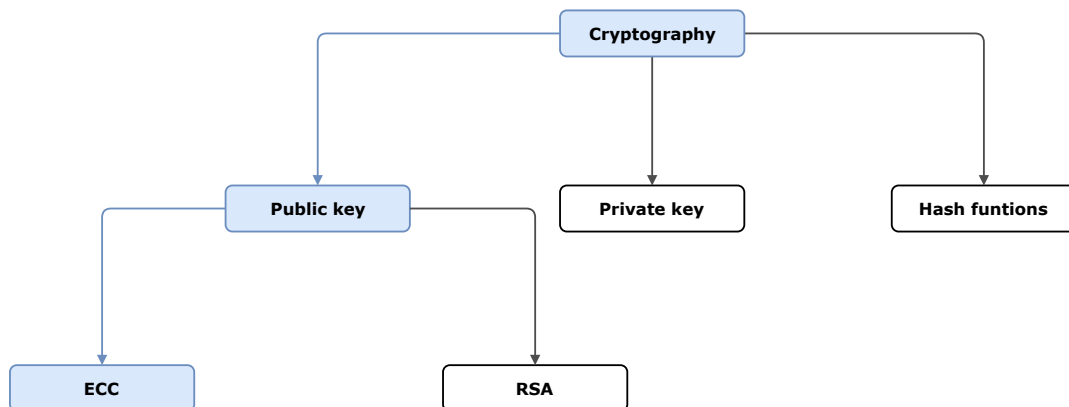 Cryptography
Public key
Private key
Hash funtions
ECC
RSA